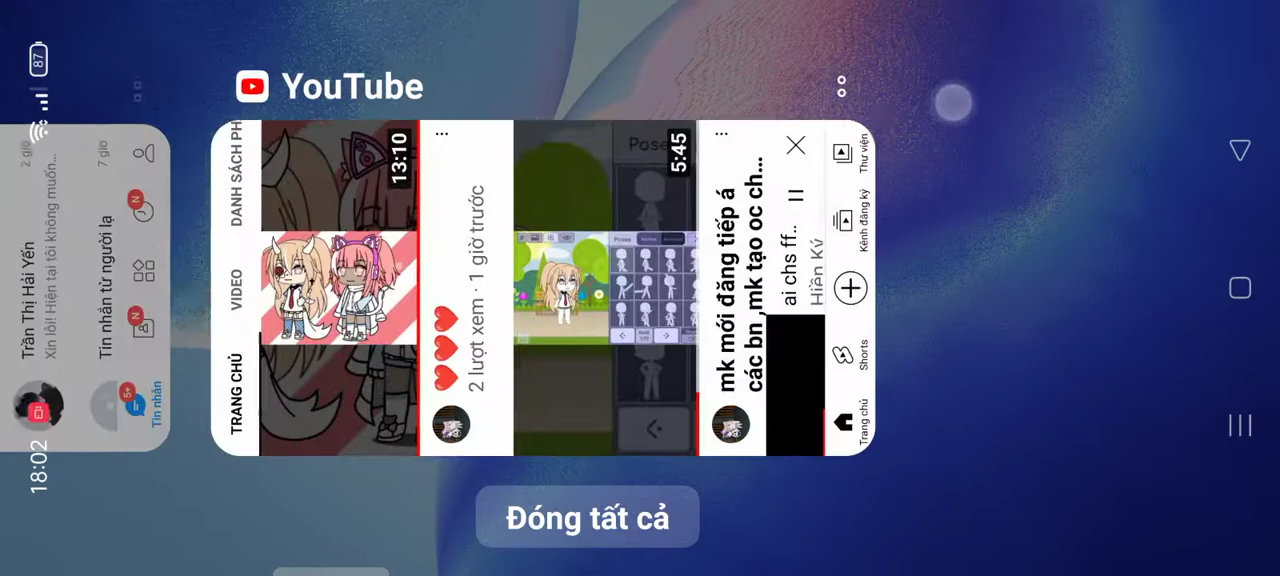 18:02
87
Trần Thị Hải Yến
2 giờ
Xin lỗi! Hiện tại tôi không muốn...
Tin nhắn từ người lạ
7 giờ
5+
N
N
Tin nhắn
YouTube
TRANG CHỦ
VIDEO
DANH SÁCH PH
13:10
❤️❤️❤️
2 lượt xem · 1 giờ trước
Poses
5:45
mk mới đăng tiếp á
các bn ,mk tạo oc ch...
ai chs ff..
Hiền Ký
Trang chủ
Shorts
Kênh đăng ký
Thư viện
Đóng tất cả